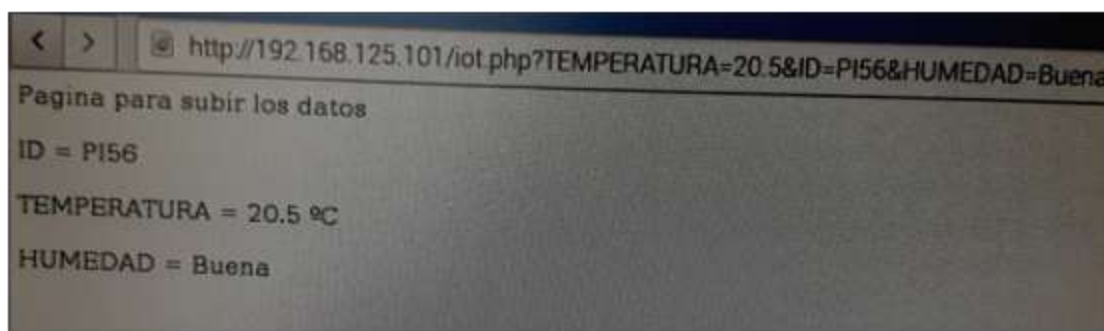 http://192.168.125.101/iot.php?TEMPERATURA=20.5&ID=PI56&HUMEDAD=Buena
Pagina para subir los datos
ID = PI56
TEMPERATURA = 20.5 ºC
HUMEDAD = Buena